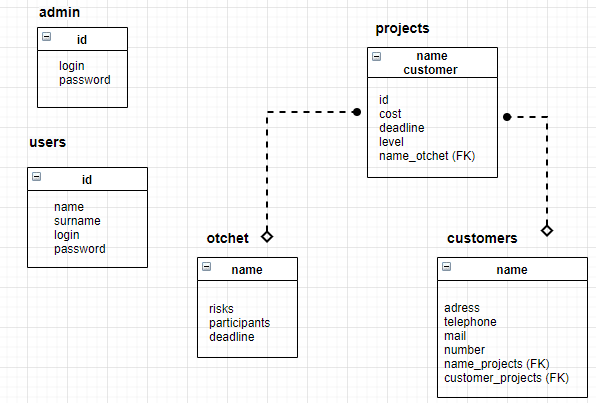 admin
id
login
password
users
id
name
surname
login
password
projects
name
customer
id
cost
deadline
level
name_otchet (FK)
otchet
name
risks
participants
deadline
customers
name
adress
telephone
mail
number
name_projects (FK)
customer_projects (FK)